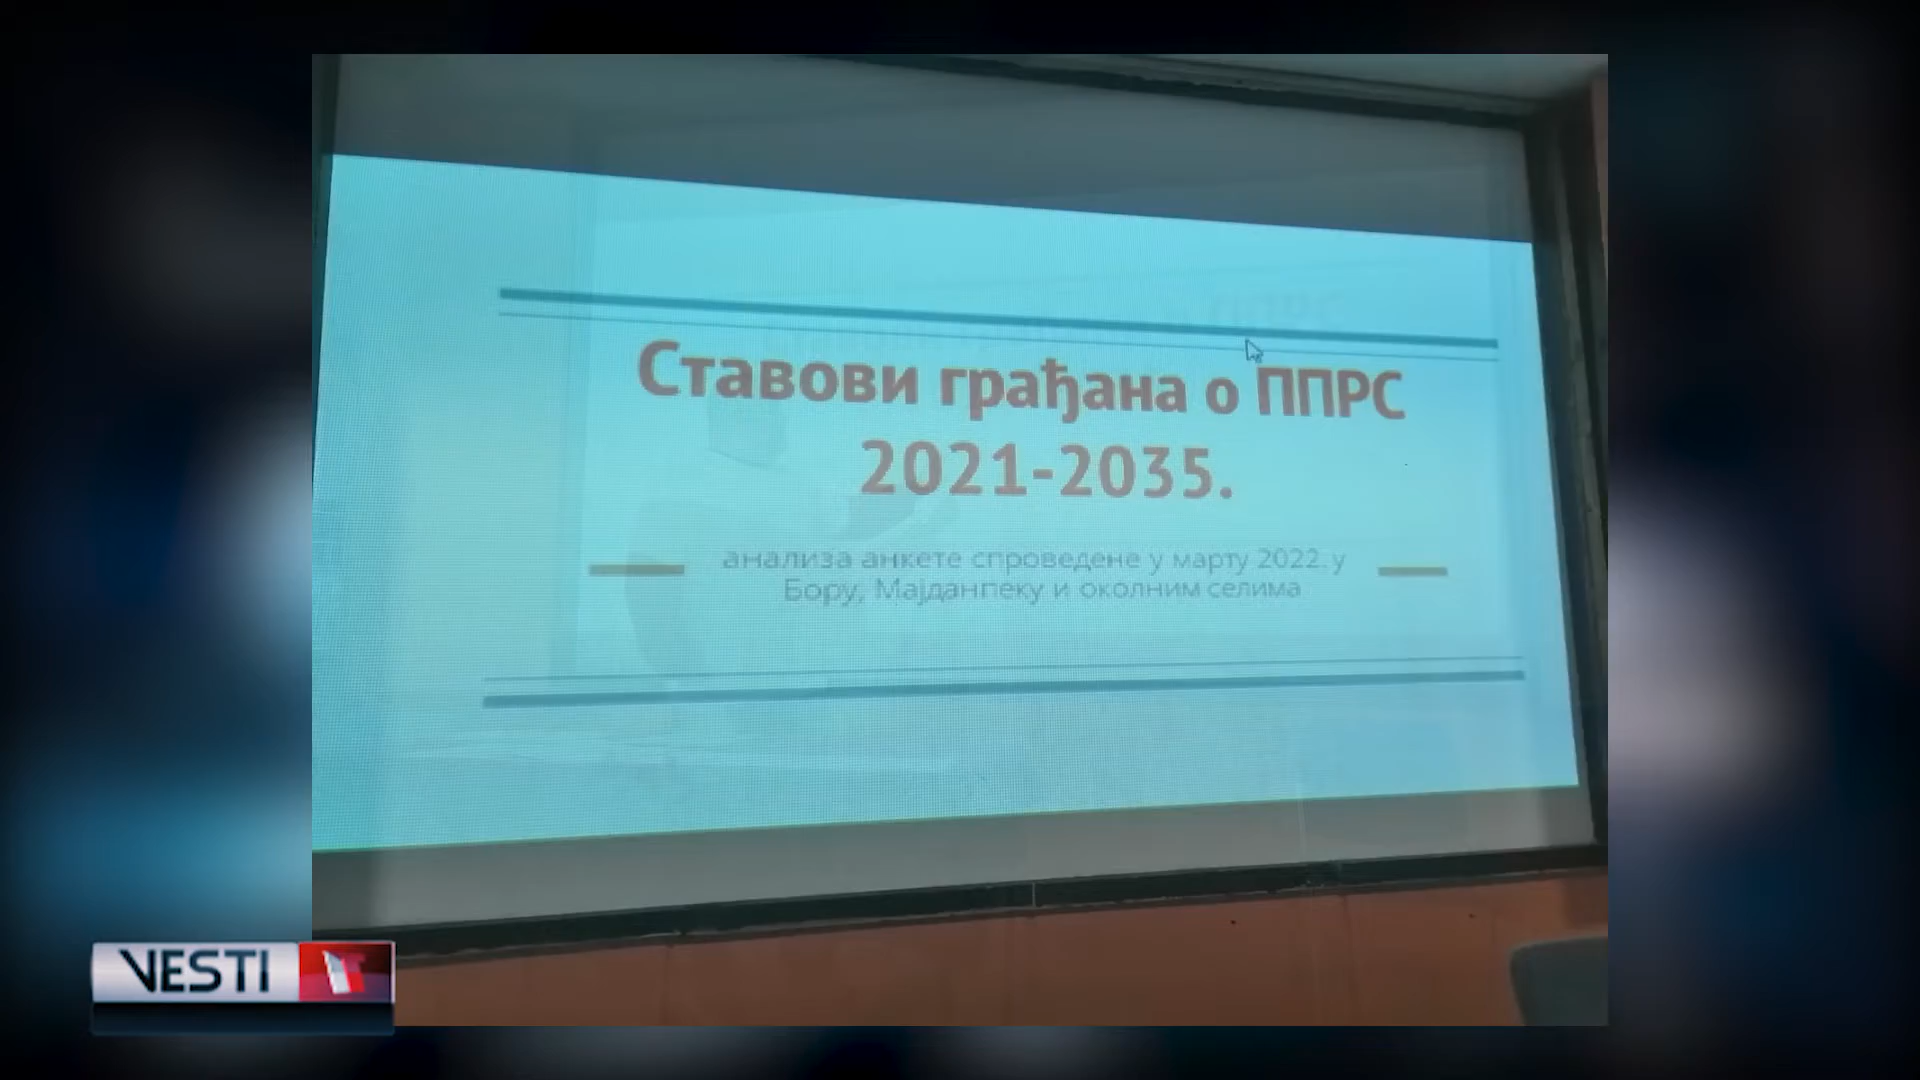 Ставови грађана о ППРС
2021-2035.
анализа анкете спроведене у марту 2022. у
Бору, Мајданпеку и околним селима
VESTI